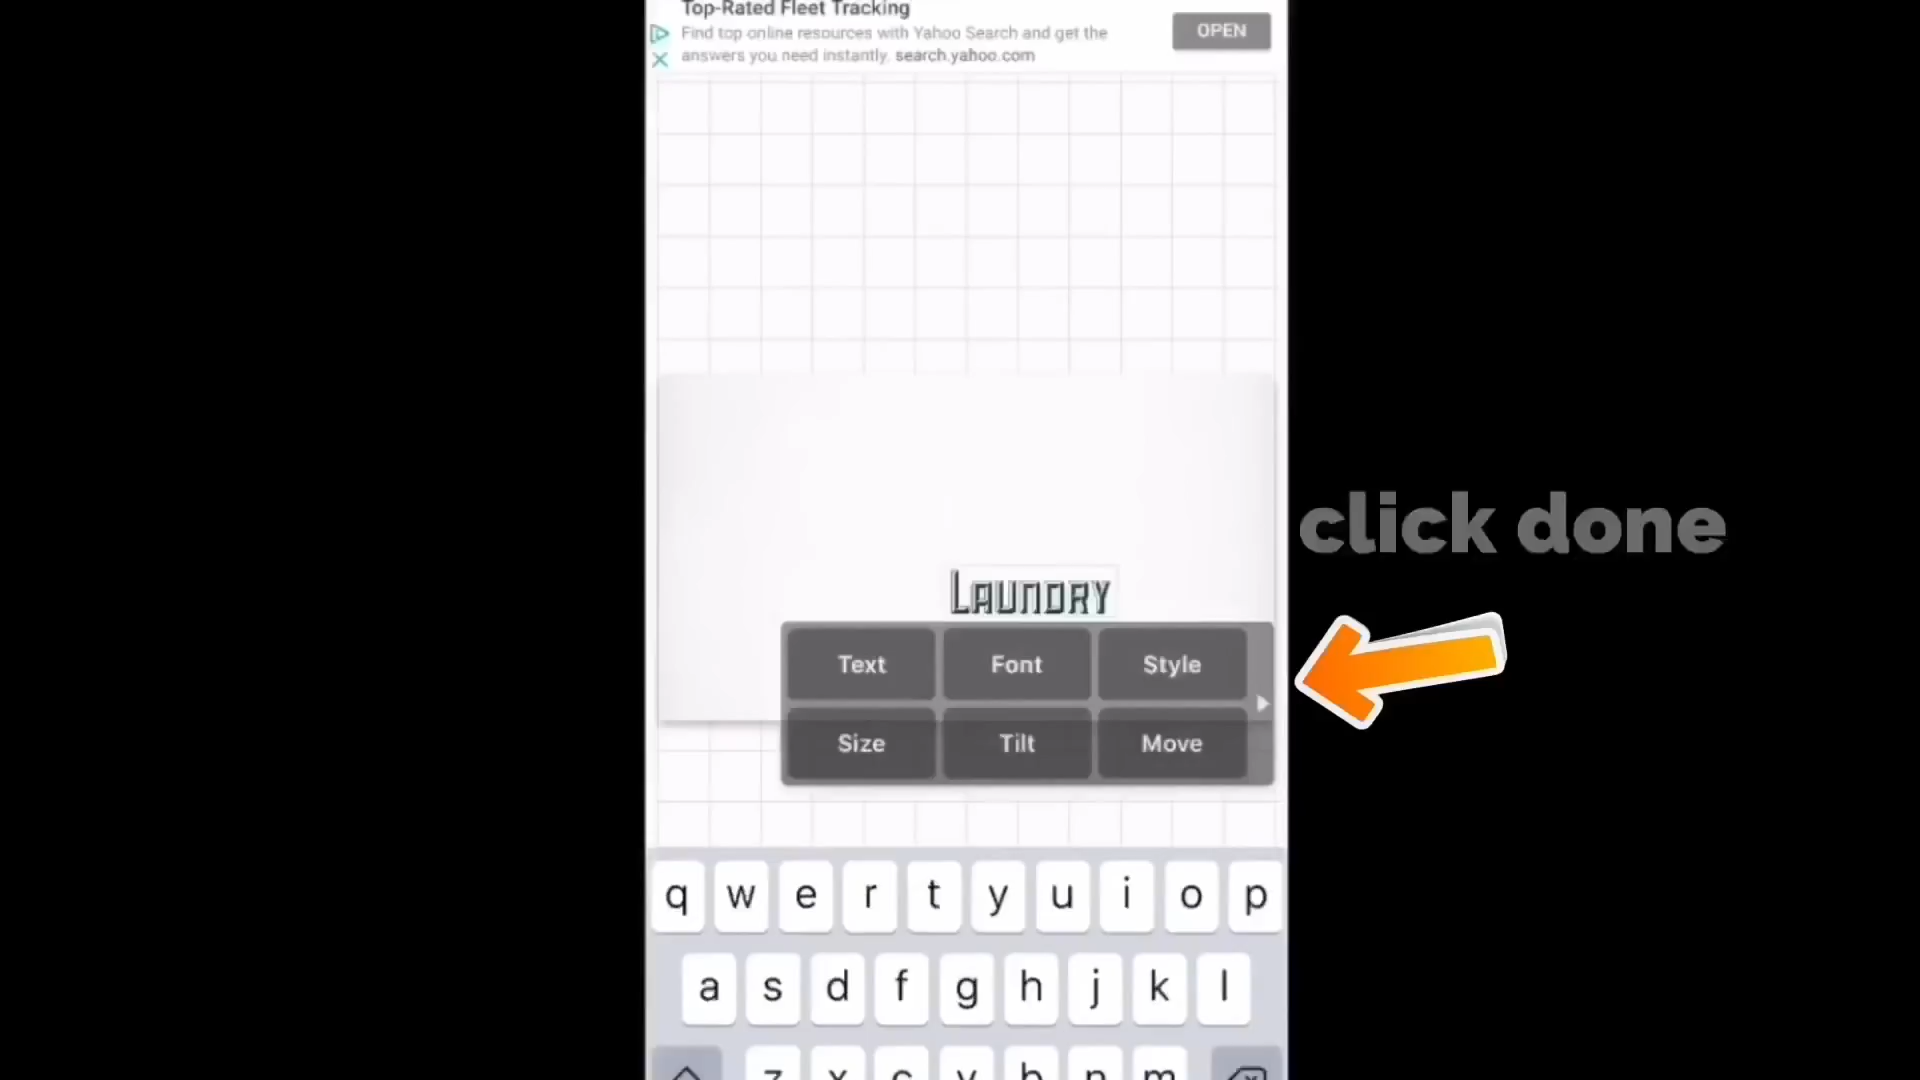 Top-Rated Fleet Tracking
Find top online resources with Yahoo Search and get the
answers you need instantly. search.yahoo.com
OPEN
click done
Laundry
Text Font Style
Size Tilt Move
q w e r t y u i o p
a s d f g h j k l
z x c v b n m